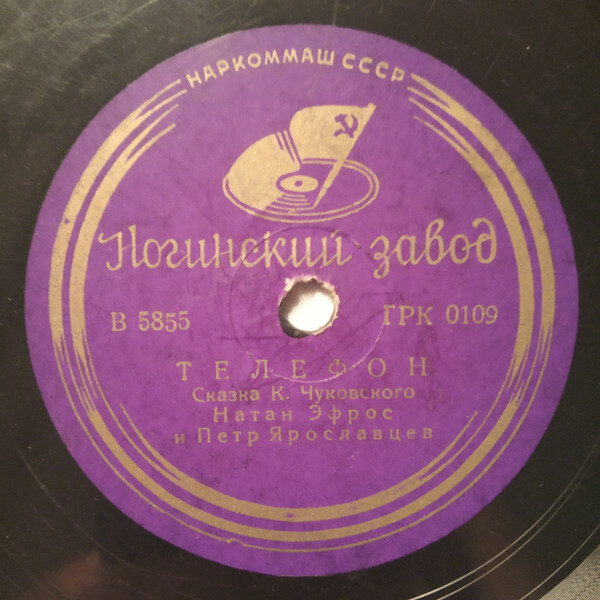 НАРКОММАШ СССР
Ногинский завод
В 5855 ГРК 0109
ТЕЛЕФОН
Сказка К. Чуковского
Натан Эфрос
и Петр Ярославцев